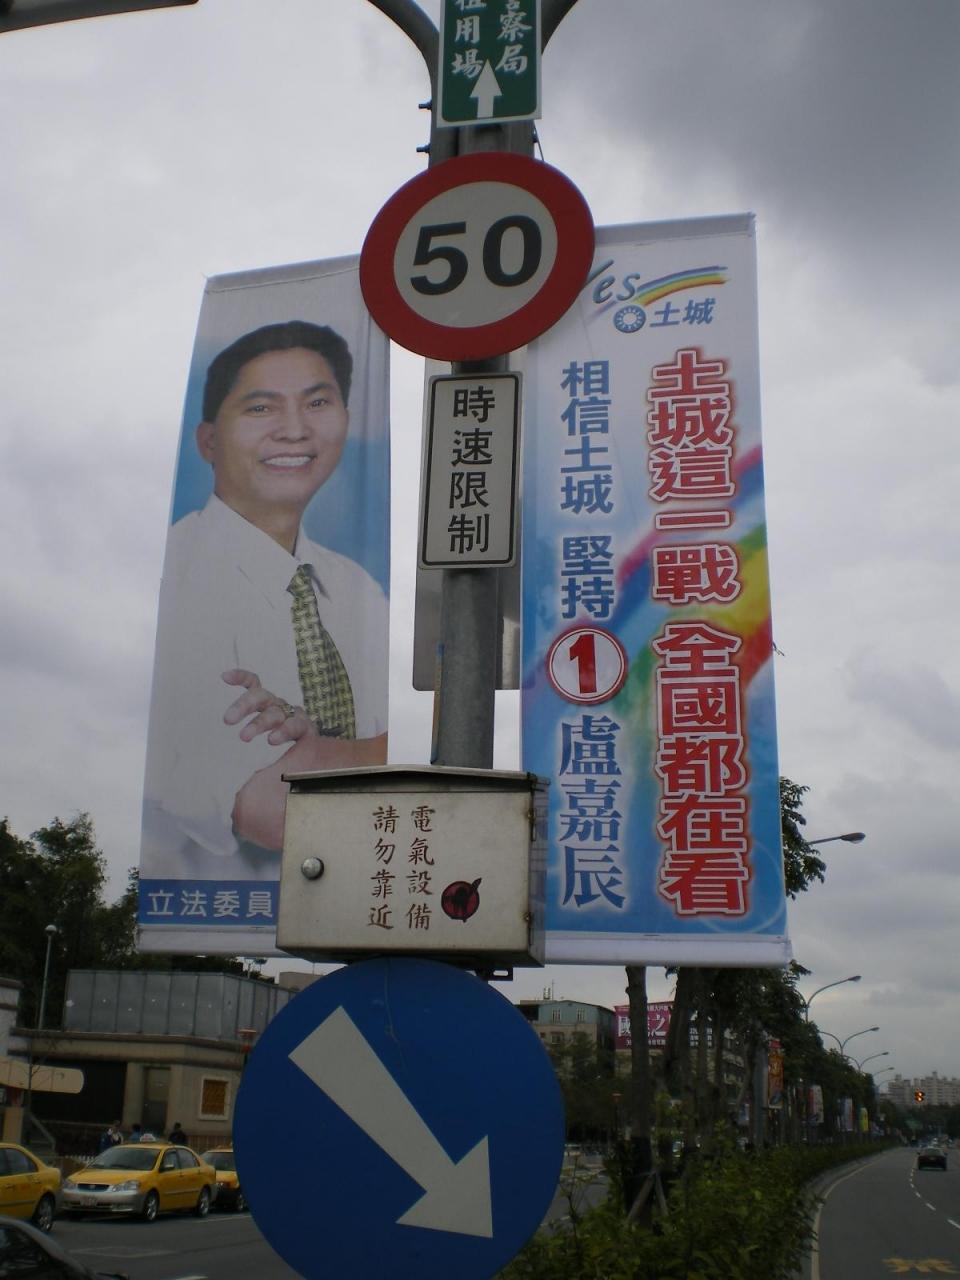 警察局
租用場
50
時速限制
Yes
土城
土城這一戰 全國都在看
相信土城 堅持
1
盧嘉辰
立法委員
電氣設備
請勿靠近